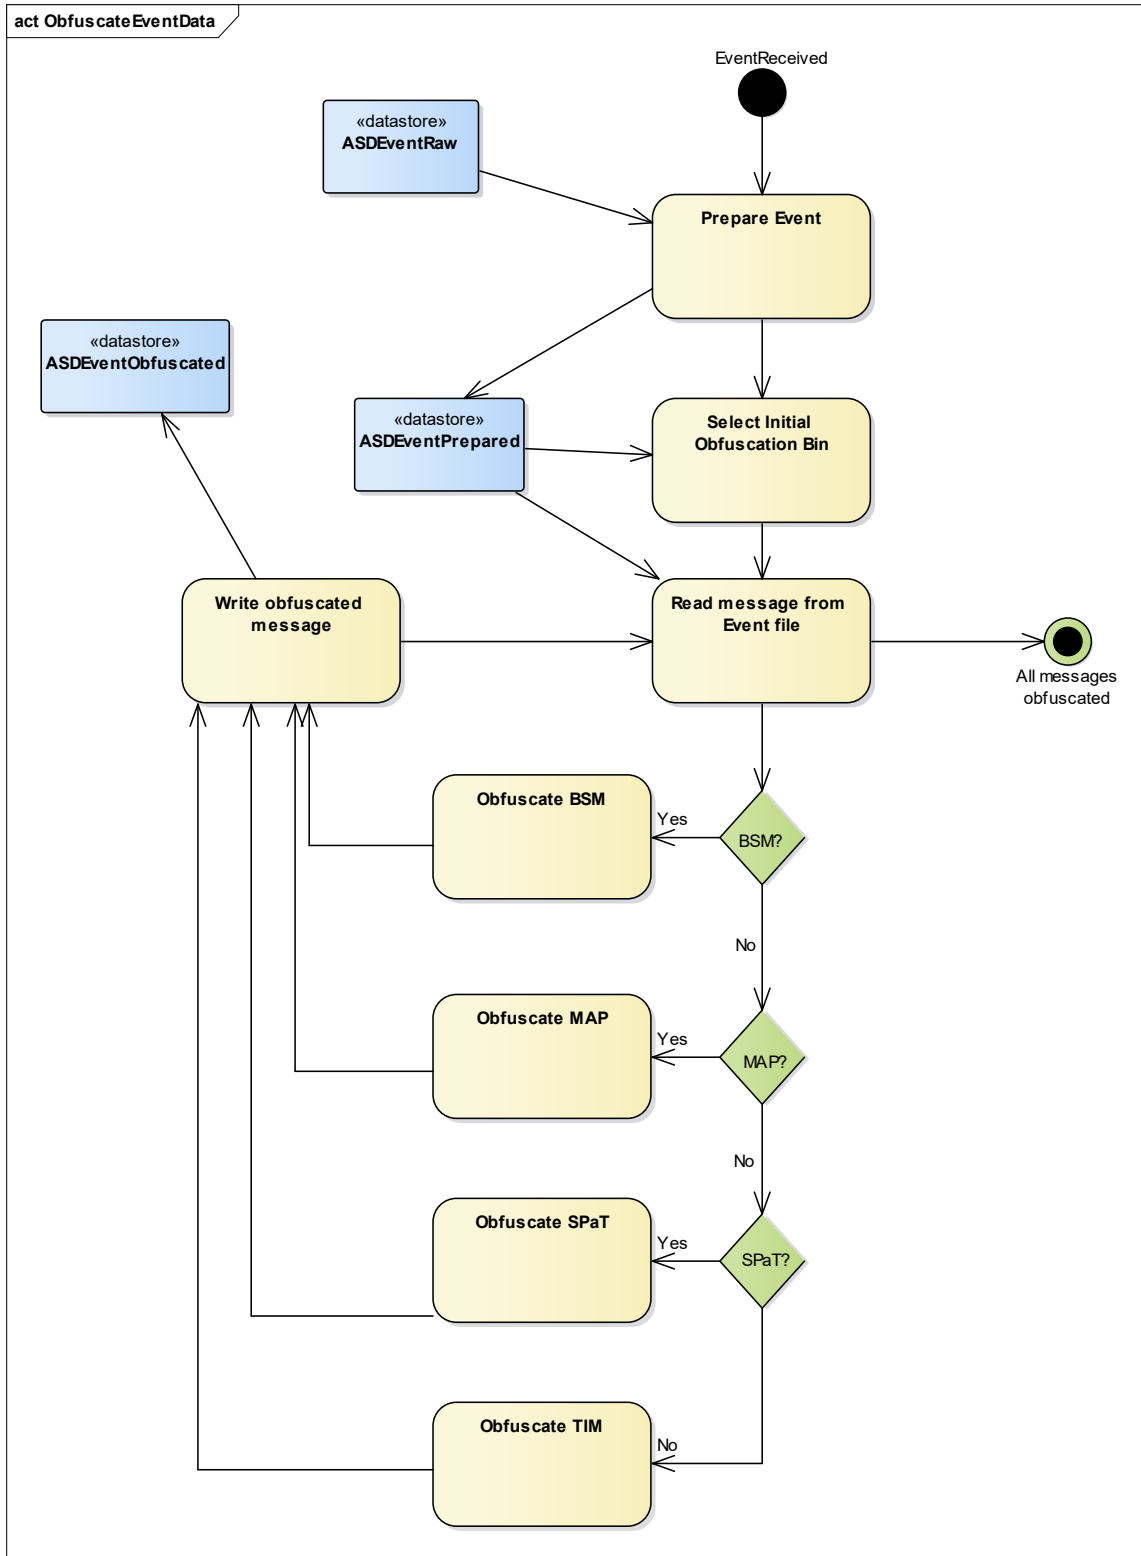 act ObfuscateEventData
EventReceived
«datastore»
ASDEventRaw
Prepare Event
«datastore»
ASDEventObfuscated
«datastore»
ASDEventPrepared
Select Initial
Obfuscation Bin
Write obfuscated
message
Read message from
Event file
All messages
obfuscated
Obfuscate BSM
Yes
BSM?
No
Obfuscate MAP
Yes
MAP?
No
Obfuscate SPaT
Yes
SPaT?
Obfuscate TIM
No